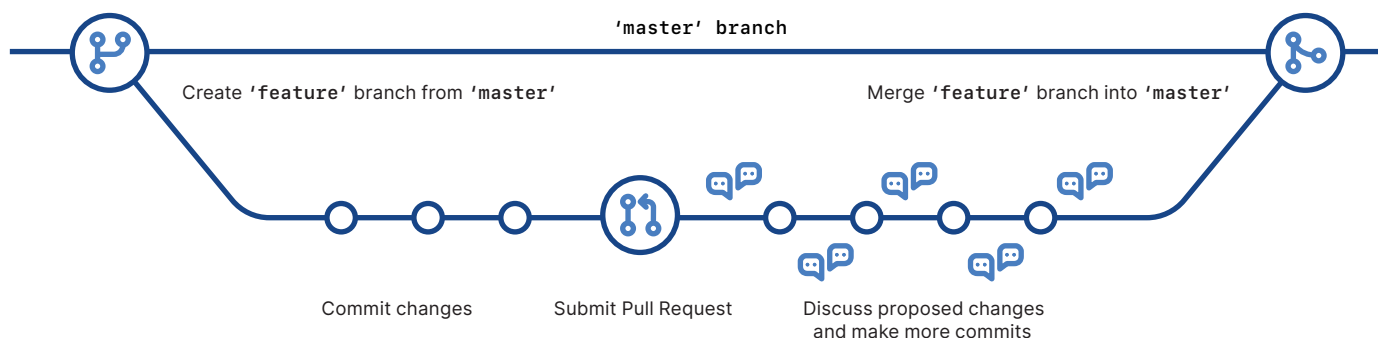 ‘master’ branch
Create ‘feature’ branch from ‘master’
Merge ‘feature’ branch into ‘master’
Commit changes
Submit Pull Request
Discuss proposed changes
and make more commits